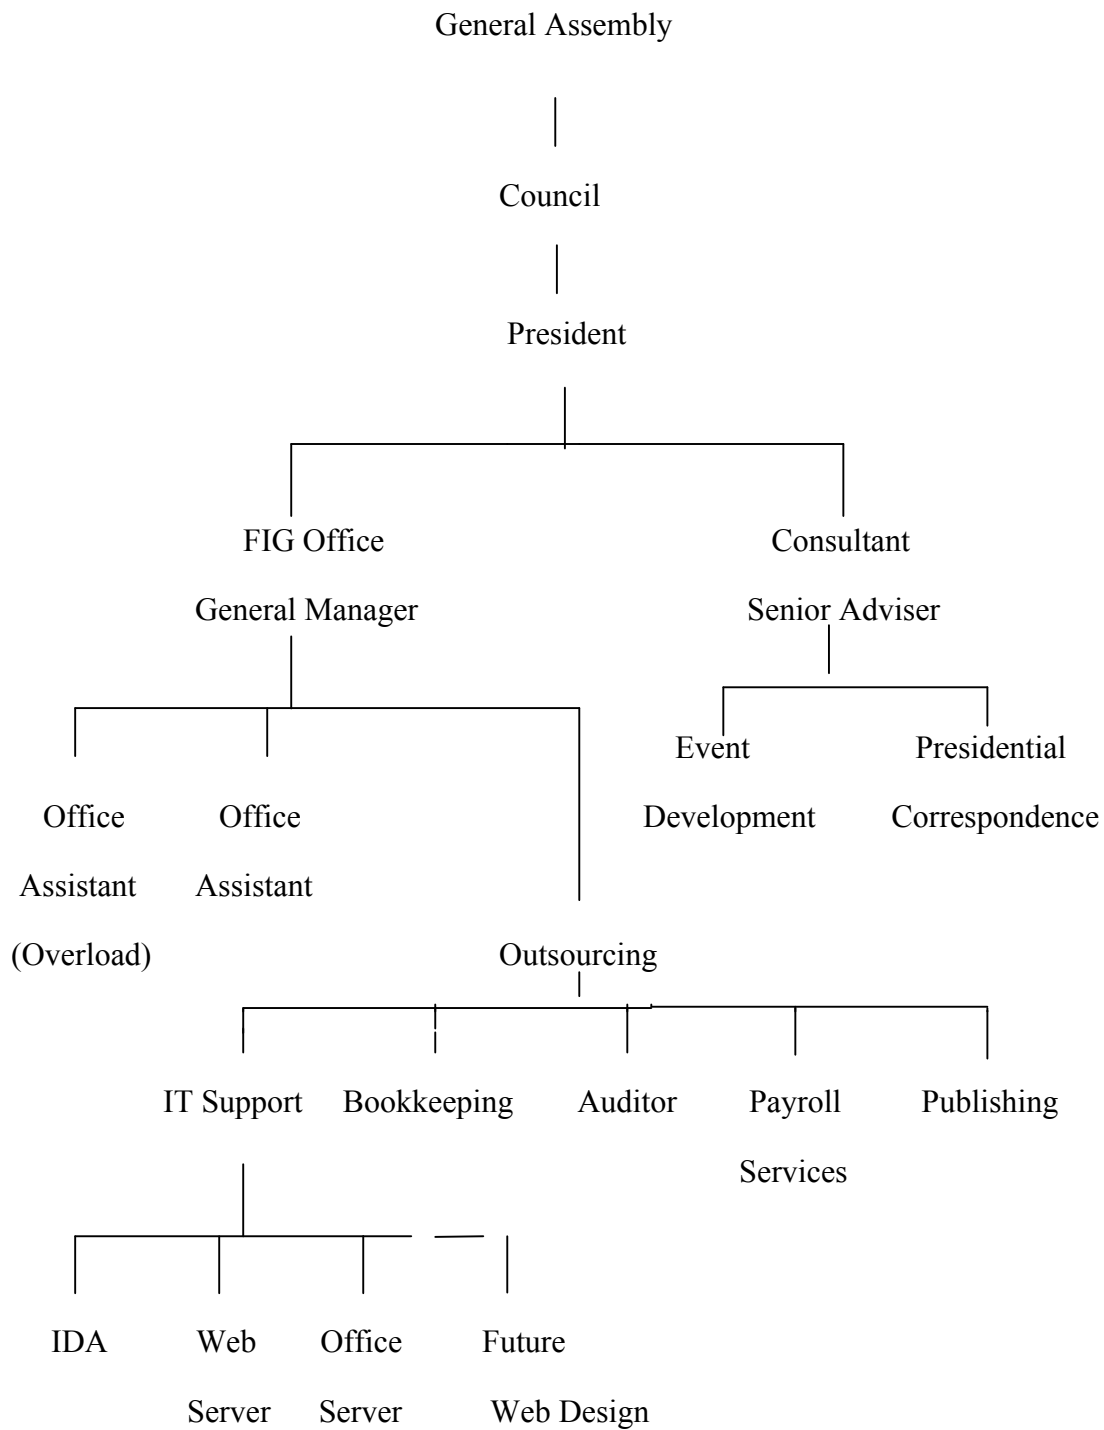 General Assembly
Council
President
FIG Office
General Manager
Consultant
Senior Adviser
Event
Development
Presidential
Correspondence
Office
Assistant
(Overload)
Office
Assistant
Outsourcing
IT Support
Bookkeeping
Auditor
Payroll
Services
Publishing
IDA
Web
Server
Office
Server
Future
Web Design